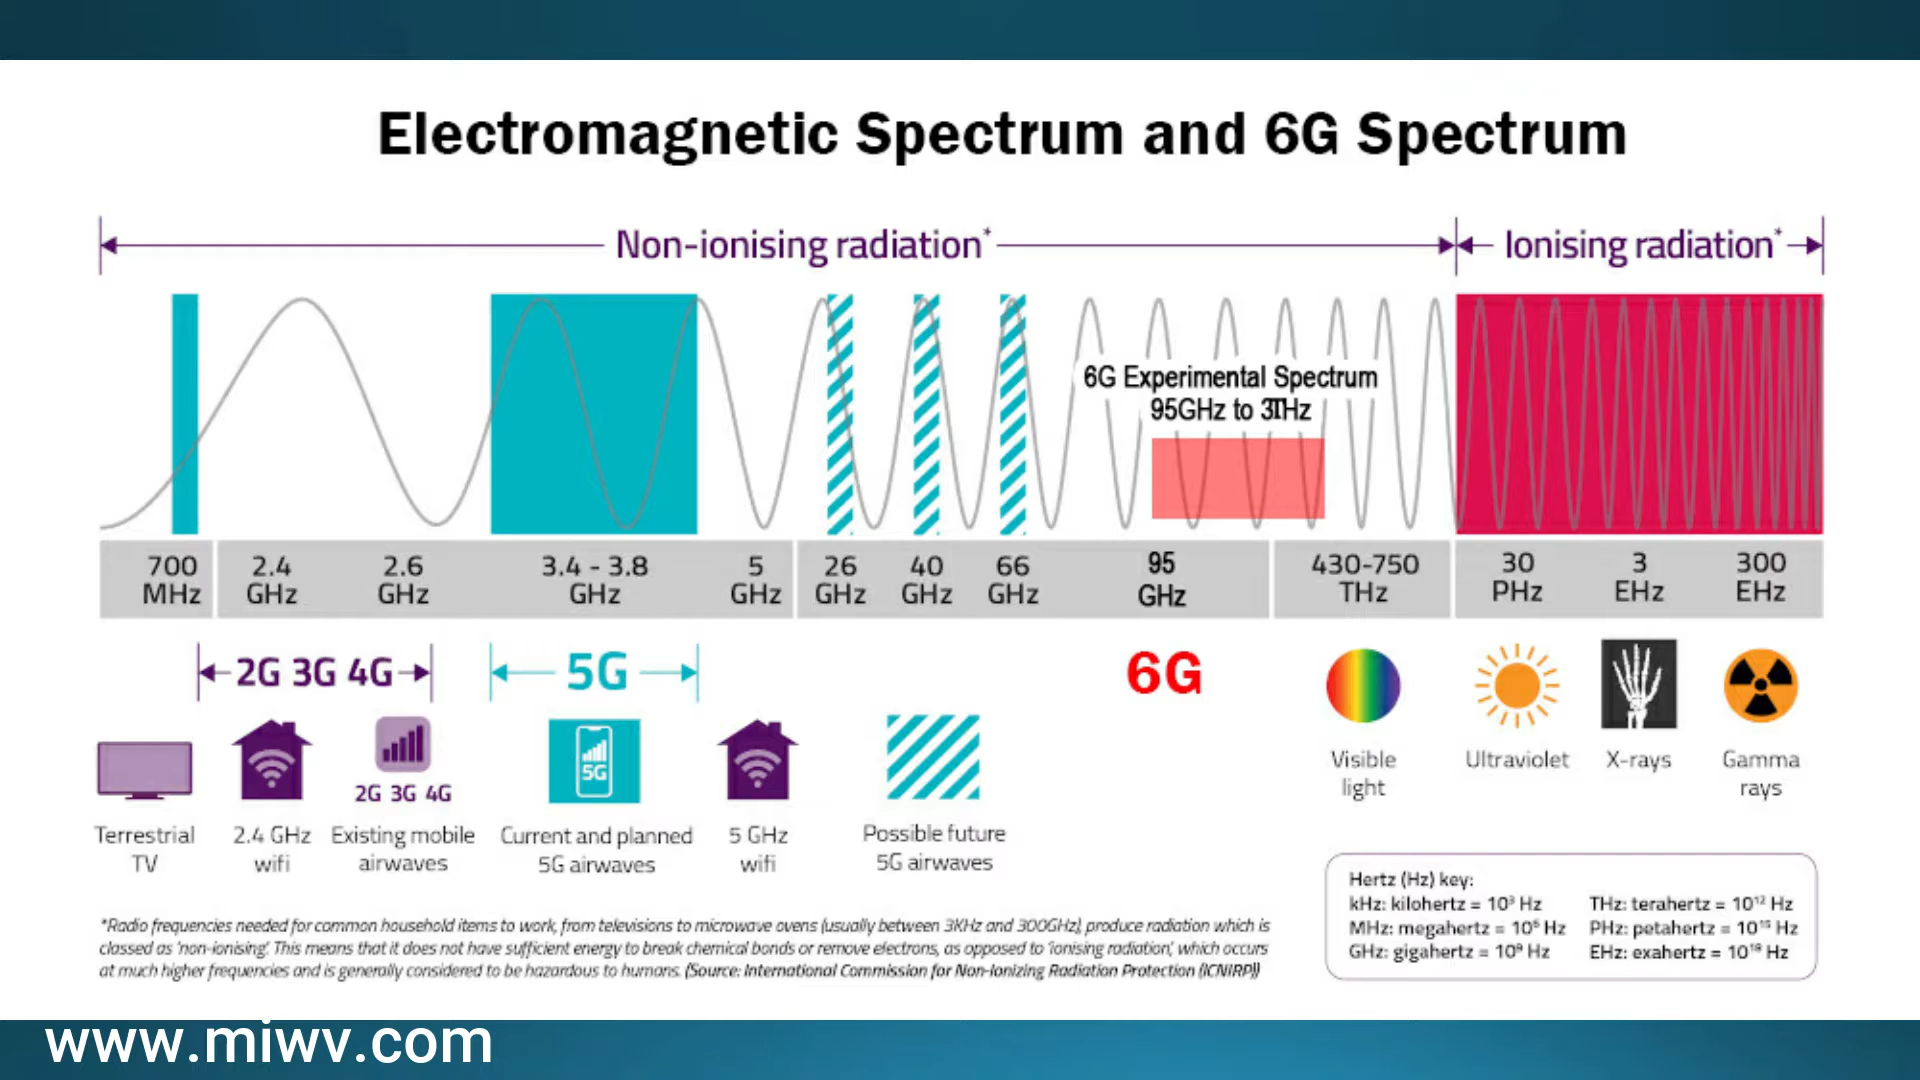 Electromagnetic Spectrum and 6G Spectrum
Non-ionising radiation*
Ionising radiation*
6G Experimental Spectrum
95GHz to 3THz
700
MHz
2.4
GHz
2.6
GHz
3.4 - 3.8
GHz
5
GHz
26
GHz
40
GHz
66
GHz
95
GHz
430-750
THz
30
PHz
3
EHz
300
EHz
2G 3G 4G
5G
6G
5G
2G 3G 4G
Terrestrial
TV
2.4 GHz
wifi
Existing mobile
airwaves
Current and planned
5G airwaves
5 GHz
wifi
Possible future
5G airwaves
Visible
light
Ultraviolet
X-rays
Gamma
rays
Hertz (Hz) key:
kHz: kilohertz = 10³ Hz
MHz: megahertz = 10⁶ Hz
GHz: gigahertz = 10⁹ Hz
THz: terahertz = 10¹² Hz
PHz: petahertz = 10¹⁵ Hz
EHz: exahertz = 10¹⁸ Hz
*Radio frequencies needed for common household items to work, from televisions to microwave ovens (usually between 3KHz and 300GHz), produce radiation which is
classed as 'non-ionising'. This means that it does not have sufficient energy to break chemical bonds or remove electrons, as opposed to 'ionising radiation', which occurs
at much higher frequencies and is generally considered to be hazardous to humans. (Source: International Commission for Non-Ionizing Radiation Protection (ICNIRP))
www.miwv.com